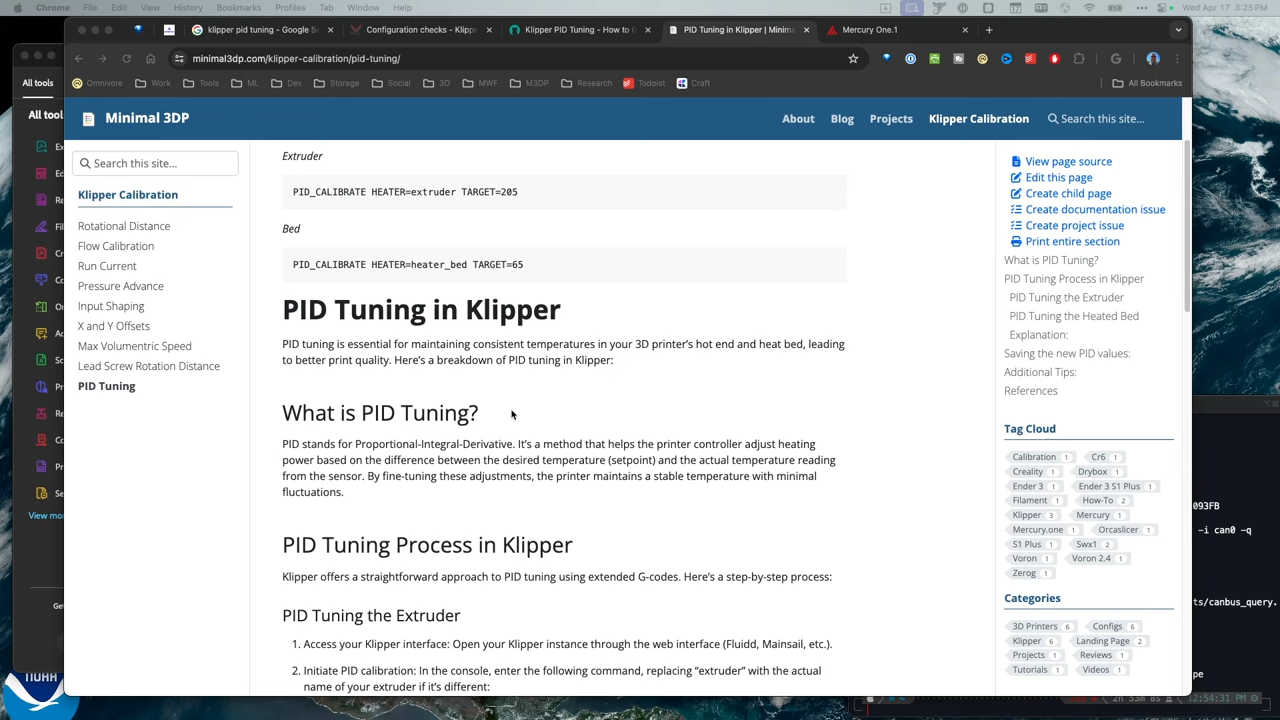 Chrome File Edit View History Bookmarks Profiles Tab Window Help
Wed Apr 17 3:25 PM
klipper pid tuning - Google Se
Configuration checks - Klippe
Klipper PID Tuning - How to C
PID Tuning in Klipper | Minima
Mercury One.1
minimal3dp.com/klipper-calibration/pid-tuning/
Omnivore Work Tools ML Dev Storage Social 3D MWF M3DP Research Todoist Craft All Bookmarks
Minimal 3DP
About Blog Projects Klipper Calibration Search this site...
All tools
All tool
View mo
Search this site...
Klipper Calibration
Rotational Distance
Flow Calibration
Run Current
Pressure Advance
Input Shaping
X and Y Offsets
Max Volumetric Speed
Lead Screw Rotation Distance
PID Tuning
Extruder
PID_CALIBRATE HEATER=extruder TARGET=205
Bed
PID_CALIBRATE HEATER=heater_bed TARGET=65
PID Tuning in Klipper
PID tuning is essential for maintaining consistent temperatures in your 3D printer's hot end and heat bed, leading
to better print quality. Here's a breakdown of PID tuning in Klipper:
What is PID Tuning?
PID stands for Proportional-Integral-Derivative. It's a method that helps the printer controller adjust heating
power based on the difference between the desired temperature (setpoint) and the actual temperature reading
from the sensor. By fine-tuning these adjustments, the printer maintains a stable temperature with minimal
fluctuations.
PID Tuning Process in Klipper
Klipper offers a straightforward approach to PID tuning using extended G-codes. Here's a step-by-step process:
PID Tuning the Extruder
1. Access your Klipper interface: Open your Klipper instance through the web interface (Fluidd, Mainsail, etc.).
2. Initiate PID calibration: In the console, enter the following command, replacing "extruder" with the actual
name of your extruder if it's different:
View page source
Edit this page
Create child page
Create documentation issue
Create project issue
Print entire section
What is PID Tuning?
PID Tuning Process in Klipper
PID Tuning the Extruder
PID Tuning the Heated Bed
Explanation:
Saving the new PID values:
Additional Tips:
References
Tag Cloud
Calibration 1 Cr6 1
Creality 1 Drybox 1
Ender 3 1 Ender 3 S1 Plus 1
Filament 1 How-To 2
Klipper 3 Mercury 1
Mercury.one 1 Orcaslicer 1
S1 Plus 1 Swx1 2
Voron 1 Voron 2.4 1
Zerog 1
Categories
3D Printers 6 Configs 6
Klipper 6 Landing Page 2
Projects 1 Reviews 1
Tutorials 1 Videos 1
093FB
-i can0 -q
ts/canbus_query.
pe
2h 53m 8s
12:54:31 PM